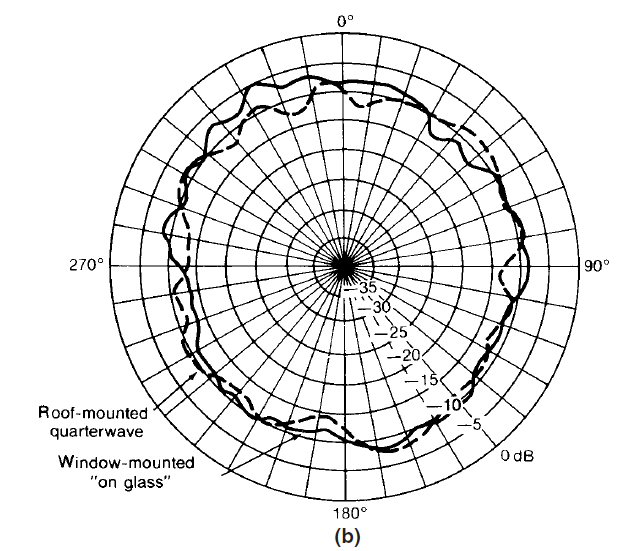 0°
270°
90°
–35
–30
–25
–20
–15
–10
–5
0 dB
Roof-mounted
quarterwave
Window-mounted
"on glass"
180°
(b)